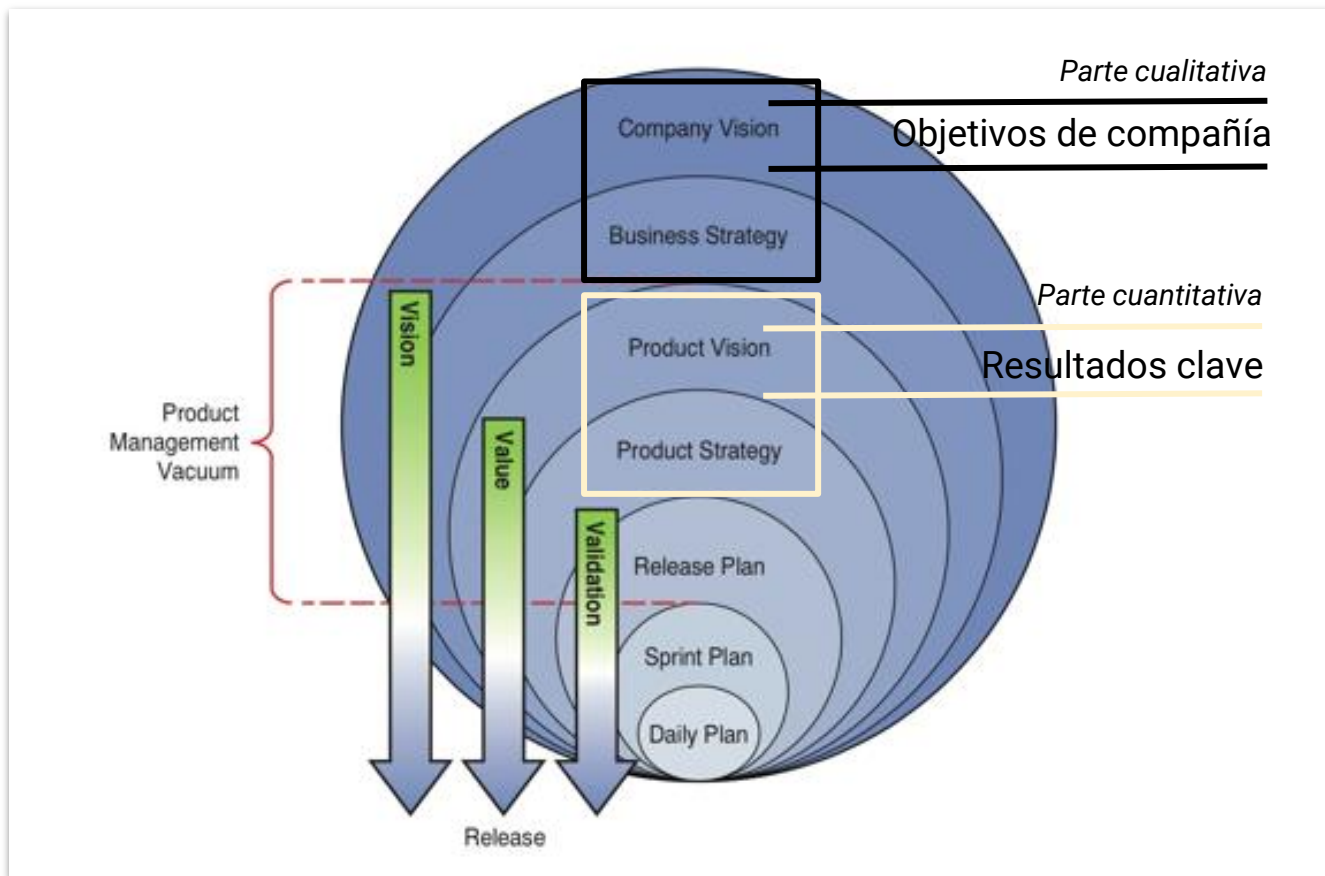 Parte cualitativa
Company Vision
Objetivos de compañía
Business Strategy
Parte cuantitativa
Vision
Product Vision
Resultados clave
Product
Management
Vacuum
Value
Product Strategy
Validation
Release Plan
Sprint Plan
Daily Plan
Release